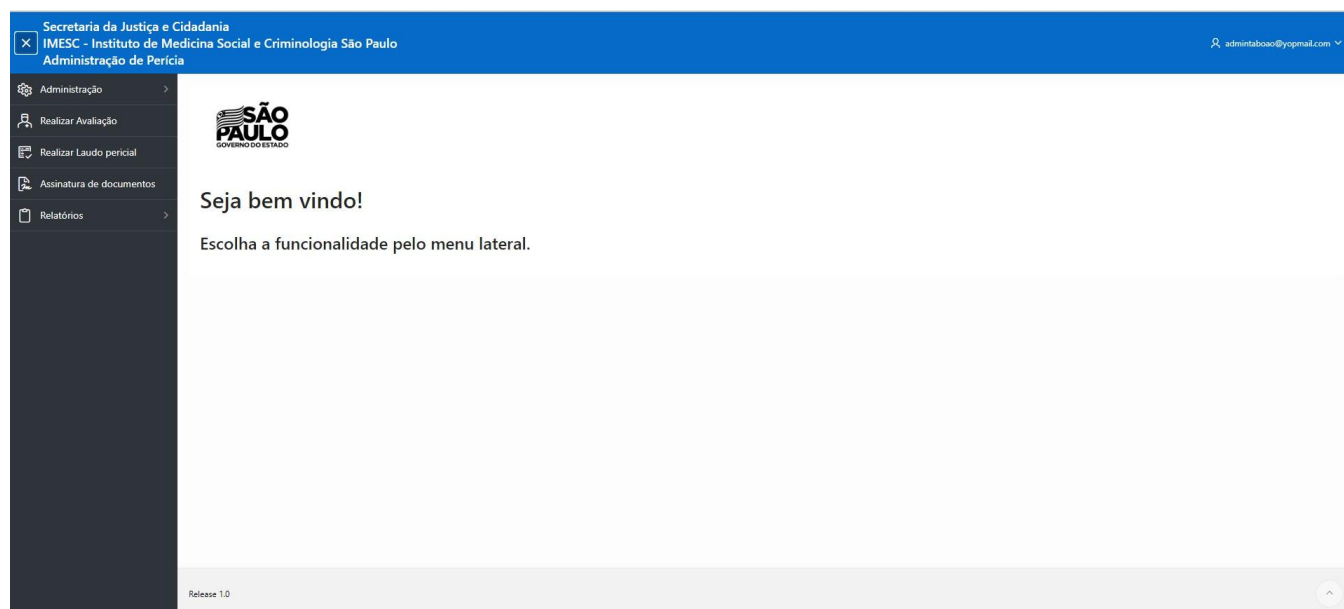 Secretaria da Justiça e Cidadania
IMESC - Instituto de Medicina Social e Criminologia São Paulo
Administração de Perícia
admintaboao@yopmail.com
Administração
Realizar Avaliação
Realizar Laudo pericial
Assinatura de documentos
Relatórios
SÃO
PAULO
GOVERNO DO ESTADO
Seja bem vindo!
Escolha a funcionalidade pelo menu lateral.
Release 1.0